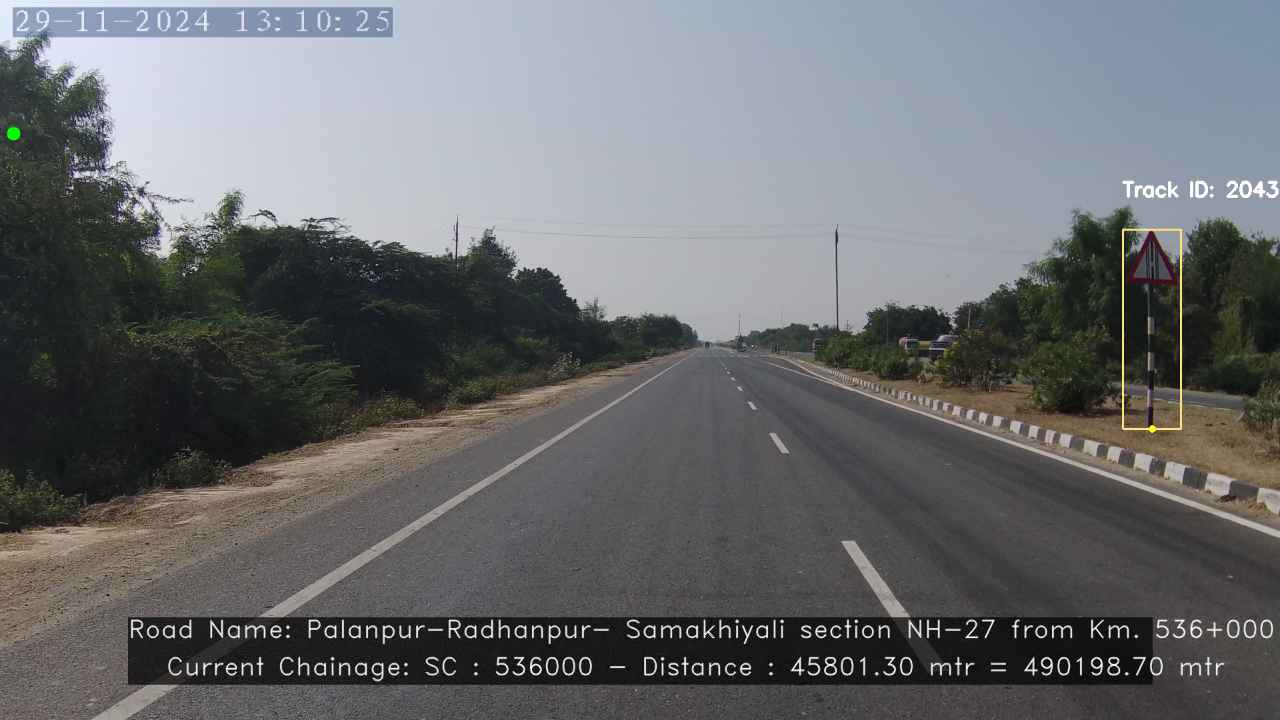 29-11-2024 13:10:25
Track ID: 2043
Road Name: Palanpur-Radhanpur- Samakhiyali section NH-27 from Km. 536+000
Current Chainage: SC : 536000 - Distance : 45801.30 mtr = 490198.70 mtr